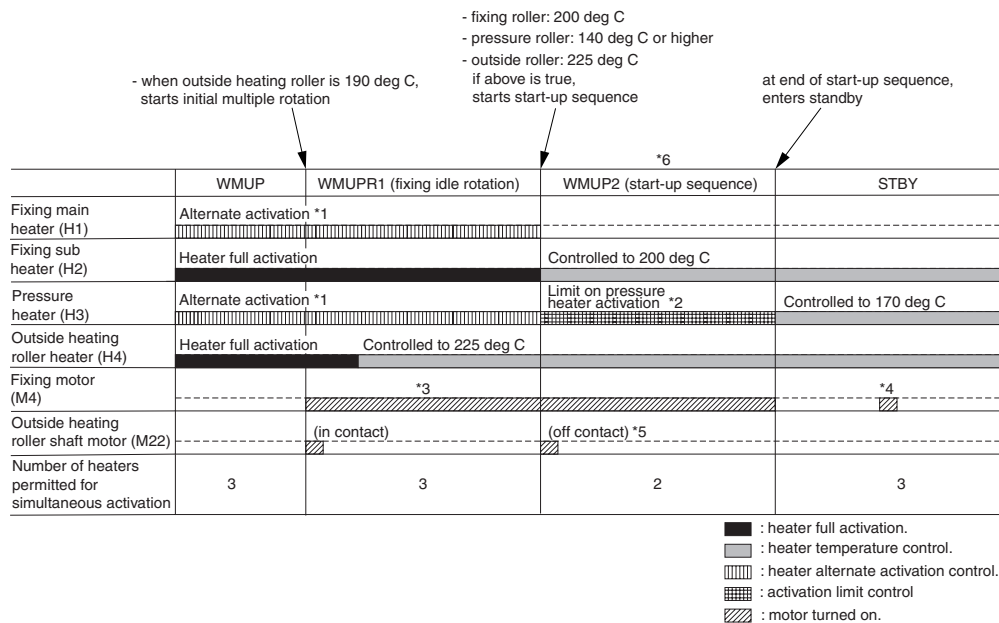 - fixing roller: 200 deg C
- pressure roller: 140 deg C or higher
- outside roller: 225 deg C
if above is true,
starts start-up sequence
- when outside heating roller is 190 deg C,
starts initial multiple rotation
at end of start-up sequence,
enters standby
*6
WMUP WMUPR1 (fixing idle rotation) WMUP2 (start-up sequence) STBY
Fixing main
heater (H1)
Alternate activation *1
Fixing sub
heater (H2)
Heater full activation
Controlled to 200 deg C
Pressure
heater (H3)
Alternate activation *1
Limit on pressure
heater activation *2
Controlled to 170 deg C
Outside heating
roller heater (H4)
Heater full activation
Controlled to 225 deg C
Fixing motor
(M4)
*3
*4
Outside heating
roller shaft motor (M22)
(in contact)
(off contact) *5
Number of heaters
permitted for
simultaneous activation
3 3 2 3
: heater full activation.
: heater temperature control.
: heater alternate activation control.
: activation limit control
: motor turned on.